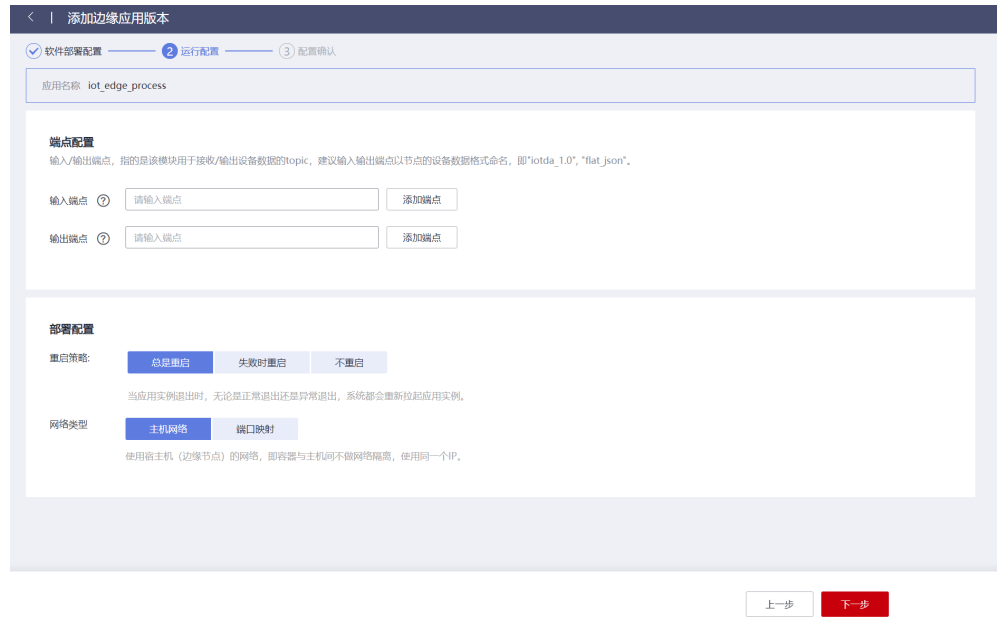 添加边缘应用版本
软件部署配置 2 运行配置 3 配置确认
应用名称 iot_edge_process
端点配置
输入/输出端点，指的是该模块用于接收/输出设备数据的topic，建议输入输出端点以节点的设备数据格式命名，即"iotda_1.0", "flat_json"。
输入端点 ? 请输入端点 添加端点
输出端点 ? 请输入端点 添加端点
部署配置
重启策略: 总是重启 失败时重启 不重启
当应用实例退出时，无论是正常退出还是异常退出，系统都会重新拉起应用实例。
网络类型 主机网络 端口映射
使用宿主机（边缘节点）的网络，即容器与主机间不做网络隔离，使用同一个IP。
上一步 下一步